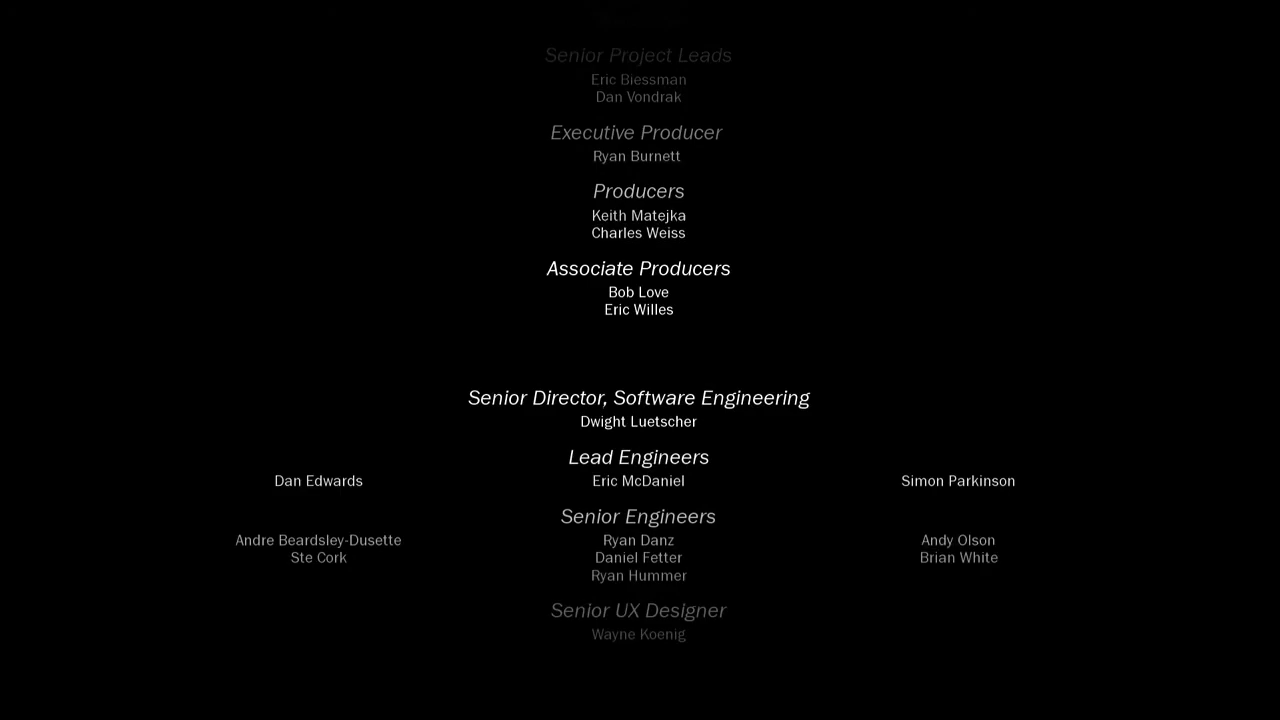 Senior Project Leads
Eric Biessman
Dan Vondrak
Executive Producer
Ryan Burnett
Producers
Keith Matejka
Charles Weiss
Associate Producers
Bob Love
Eric Willes
Senior Director, Software Engineering
Dwight Luetscher
Lead Engineers
Dan Edwards Eric McDaniel Simon Parkinson
Senior Engineers
Andre Beardsley-Dusette Ryan Danz Andy Olson
Ste Cork Daniel Fetter Brian White
Ryan Hummer
Senior UX Designer
Wayne Koenig